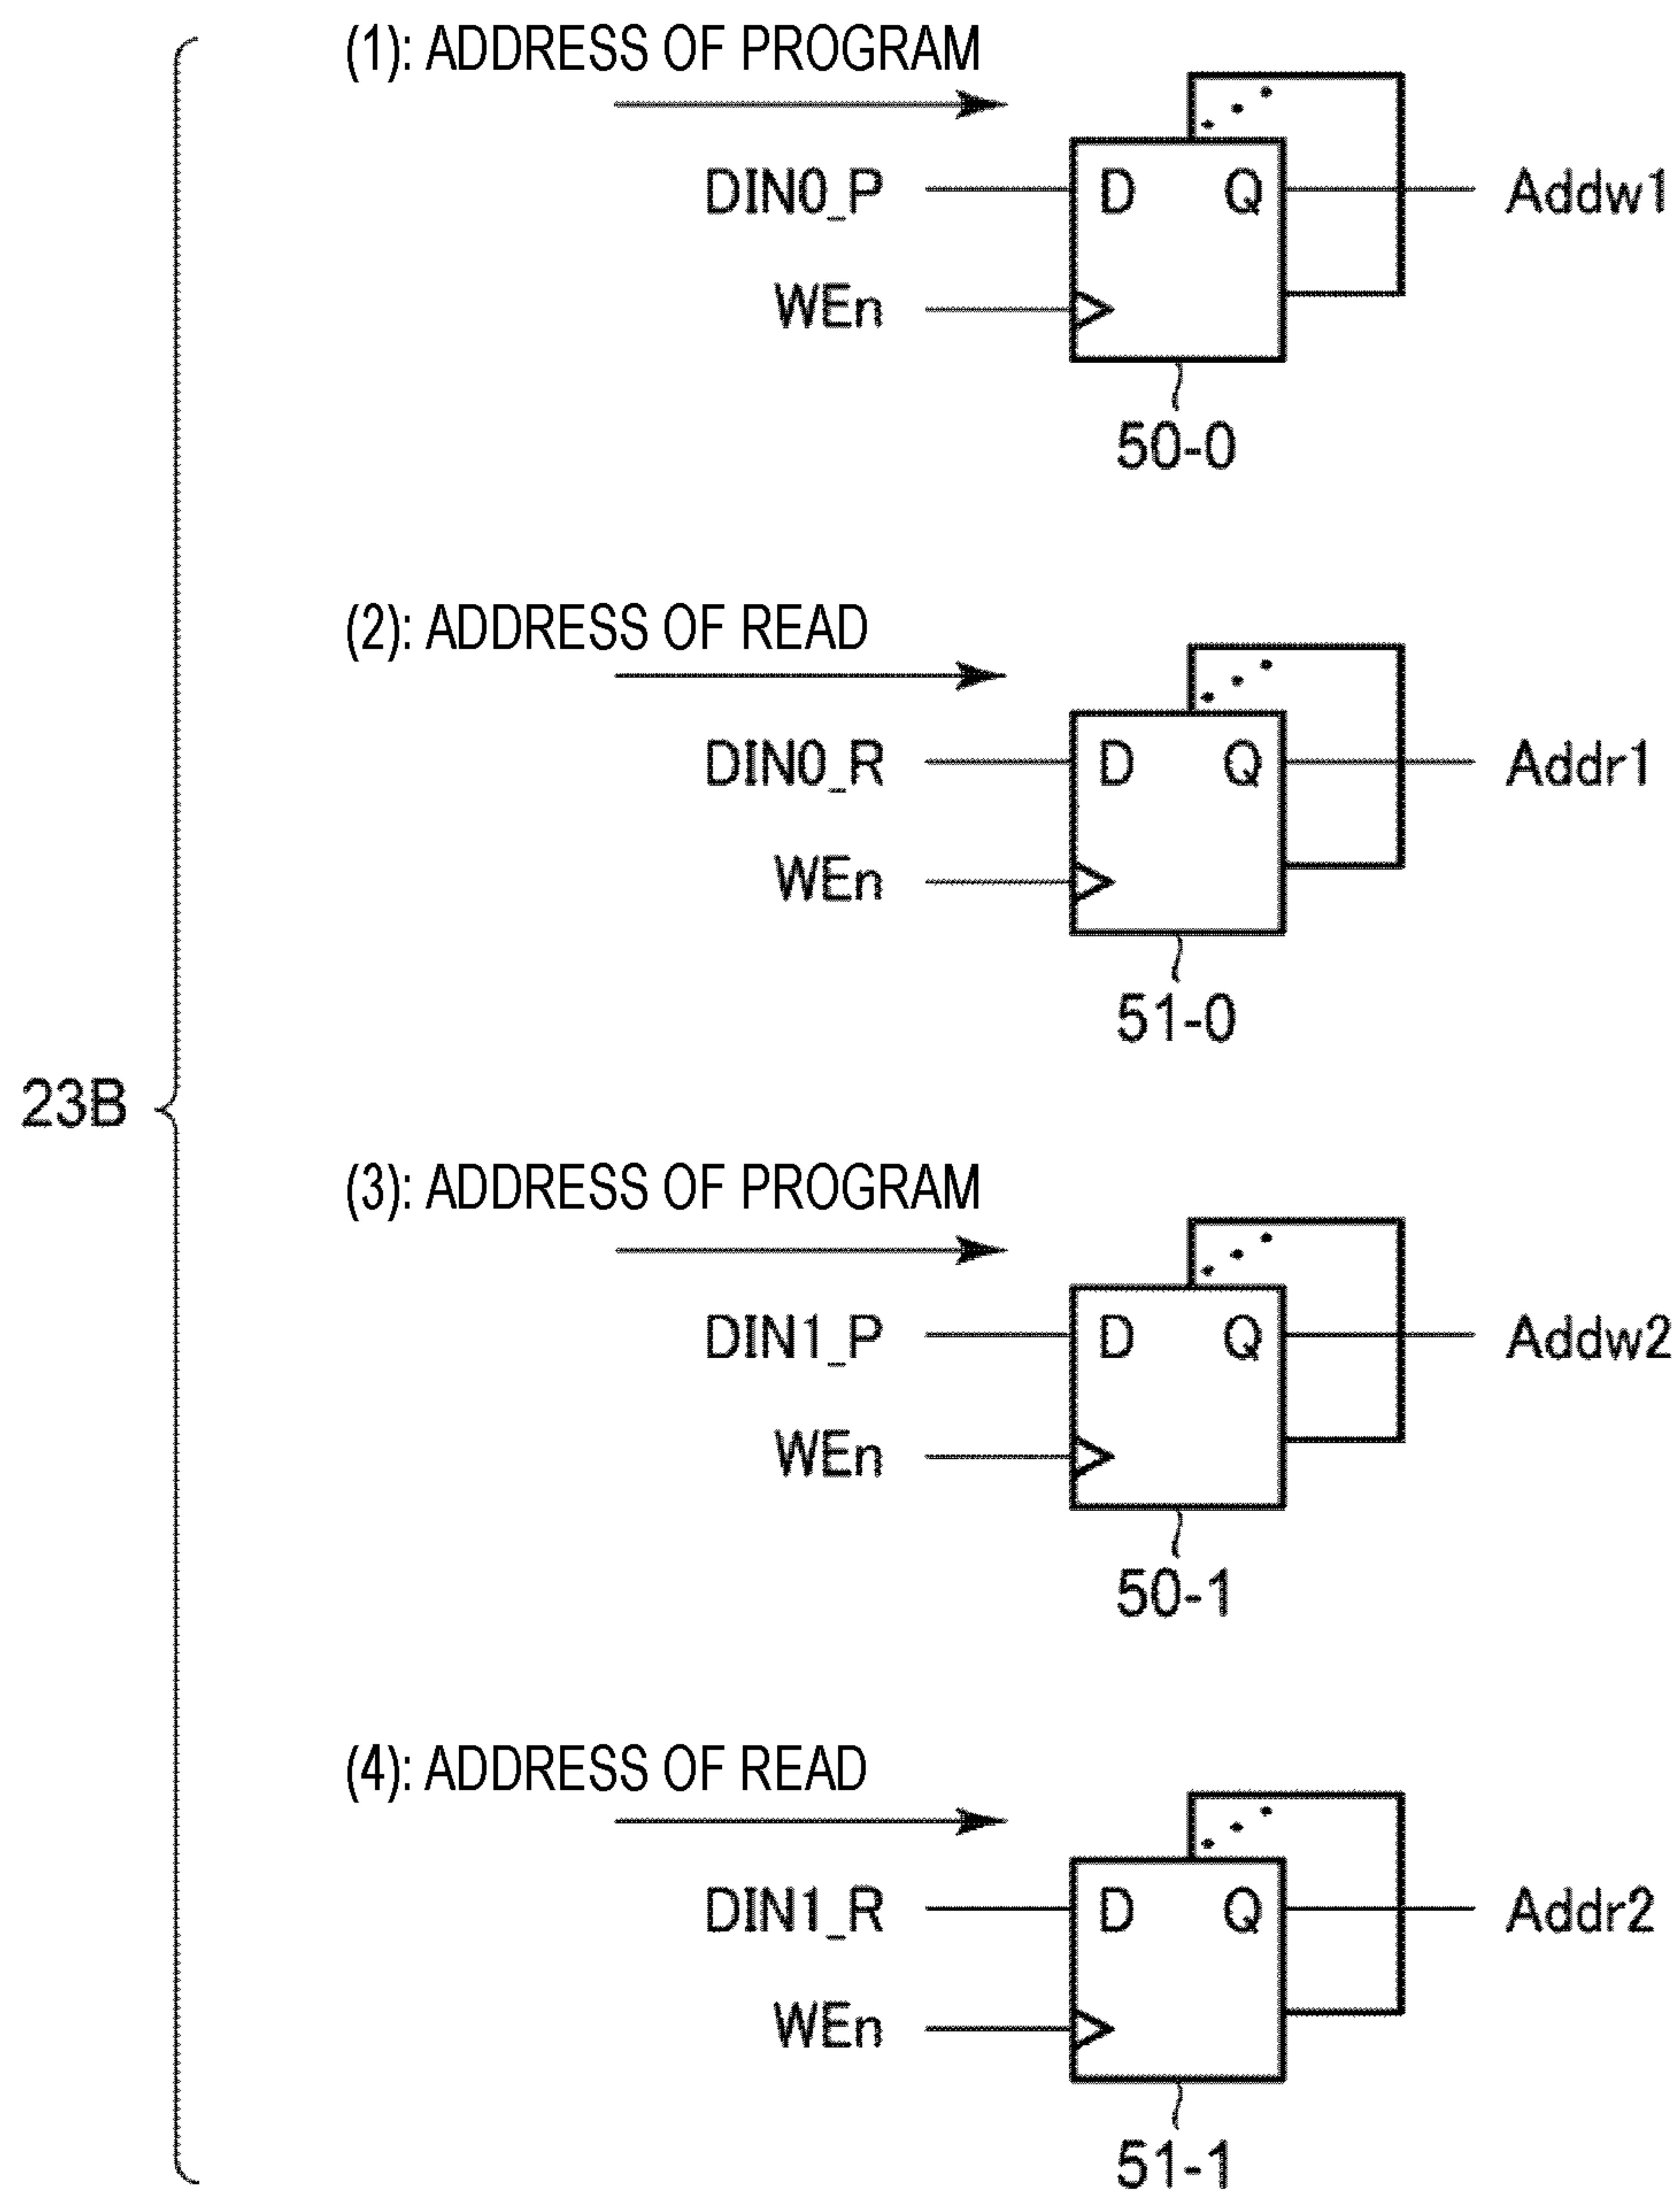 (1): ADDRESS OF PROGRAM
DIN0_P D Q Addw1
WEn
50-0
(2): ADDRESS OF READ
DIN0_R D Q Addr1
WEn
51-0
23B
(3): ADDRESS OF PROGRAM
DIN1_P D Q Addw2
WEn
50-1
(4): ADDRESS OF READ
DIN1_R D Q Addr2
WEn
51-1